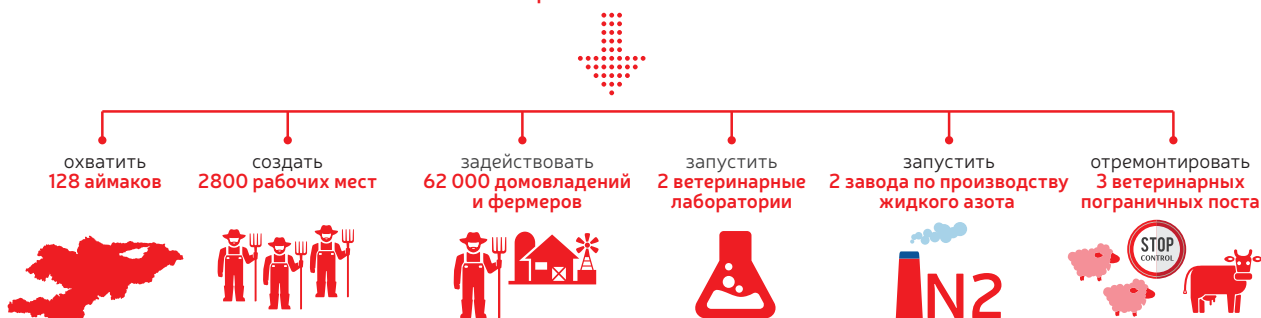 охватить
128 аймаков
создать
2800 рабочих мест
задействовать
62 000 домовладений
и фермеров
запустить
2 ветеринарные
лаборатории
запустить
2 завода по производству
жидкого азота
отремонтировать
3 ветеринарных
пограничных поста
N2
STOP
CONTROL